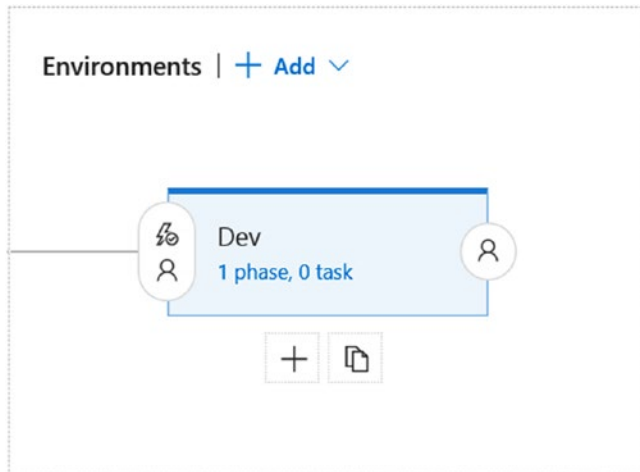 Environments | + Add
Dev
1 phase, 0 task